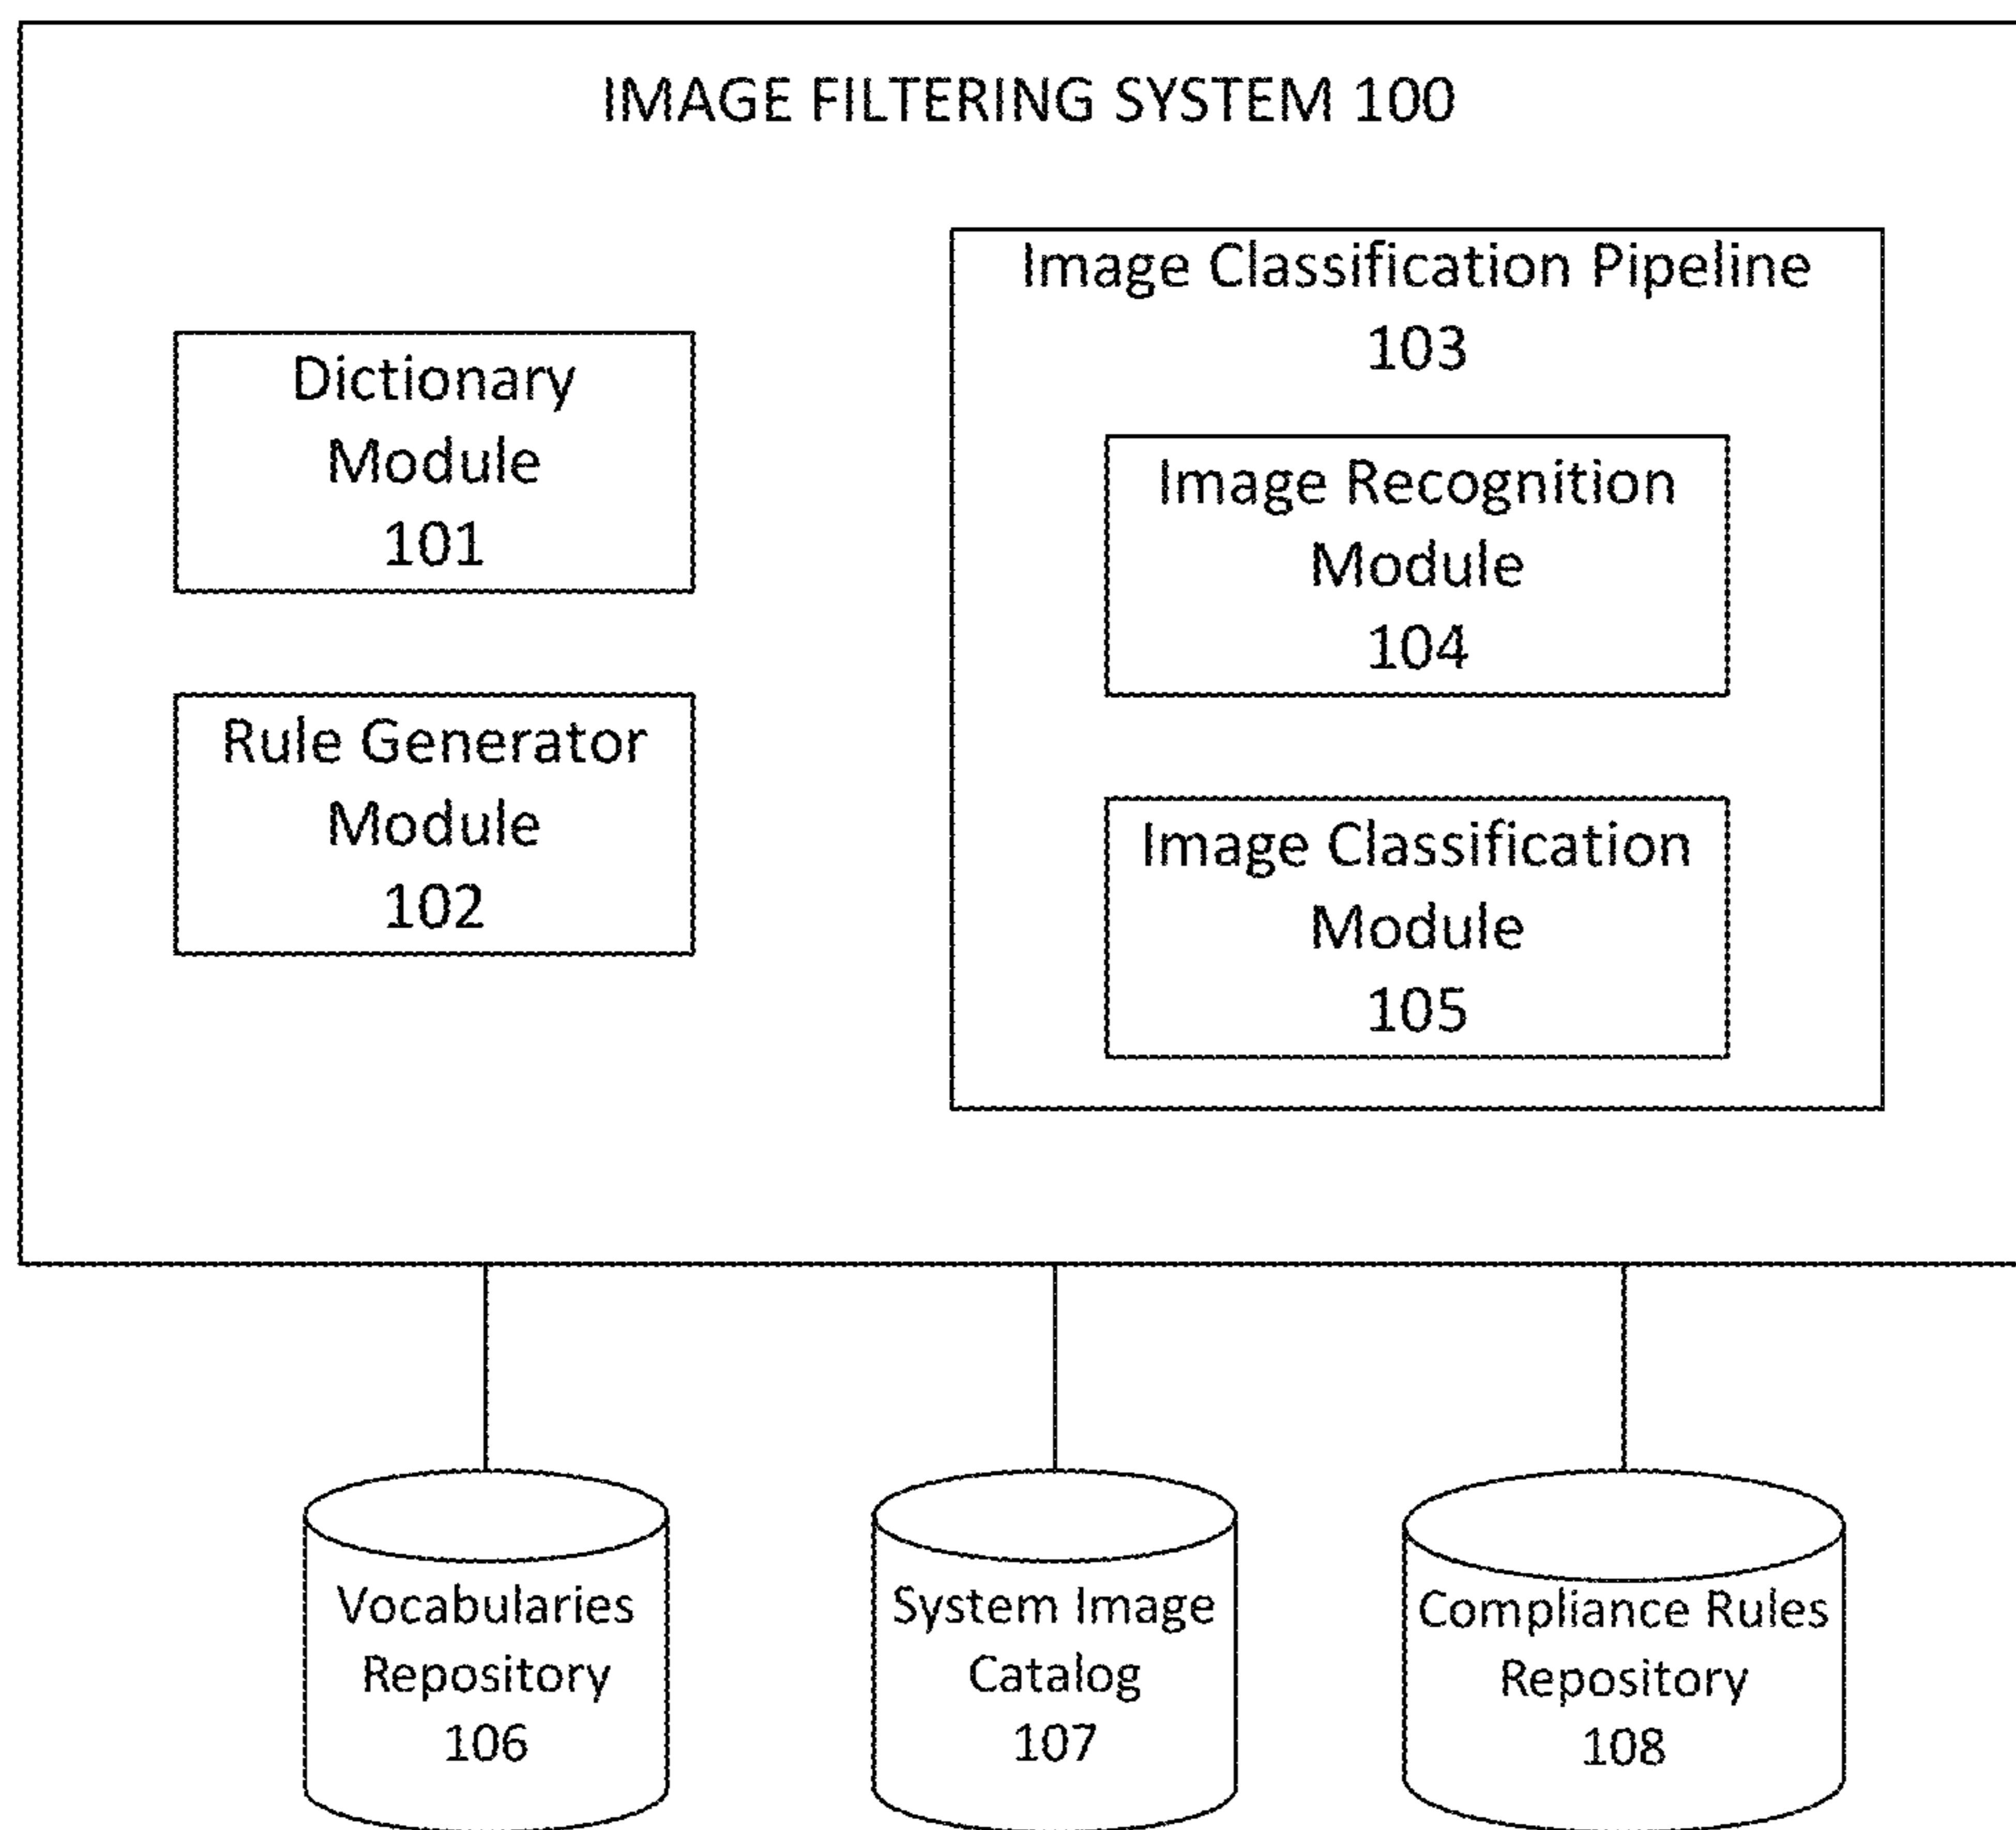 IMAGE FILTERING SYSTEM 100
Dictionary
Module
101
Rule Generator
Module
102
Image Classification Pipeline
103
Image Recognition
Module
104
Image Classification
Module
105
Vocabularies
Repository
106
System Image
Catalog
107
Compliance Rules
Repository
108